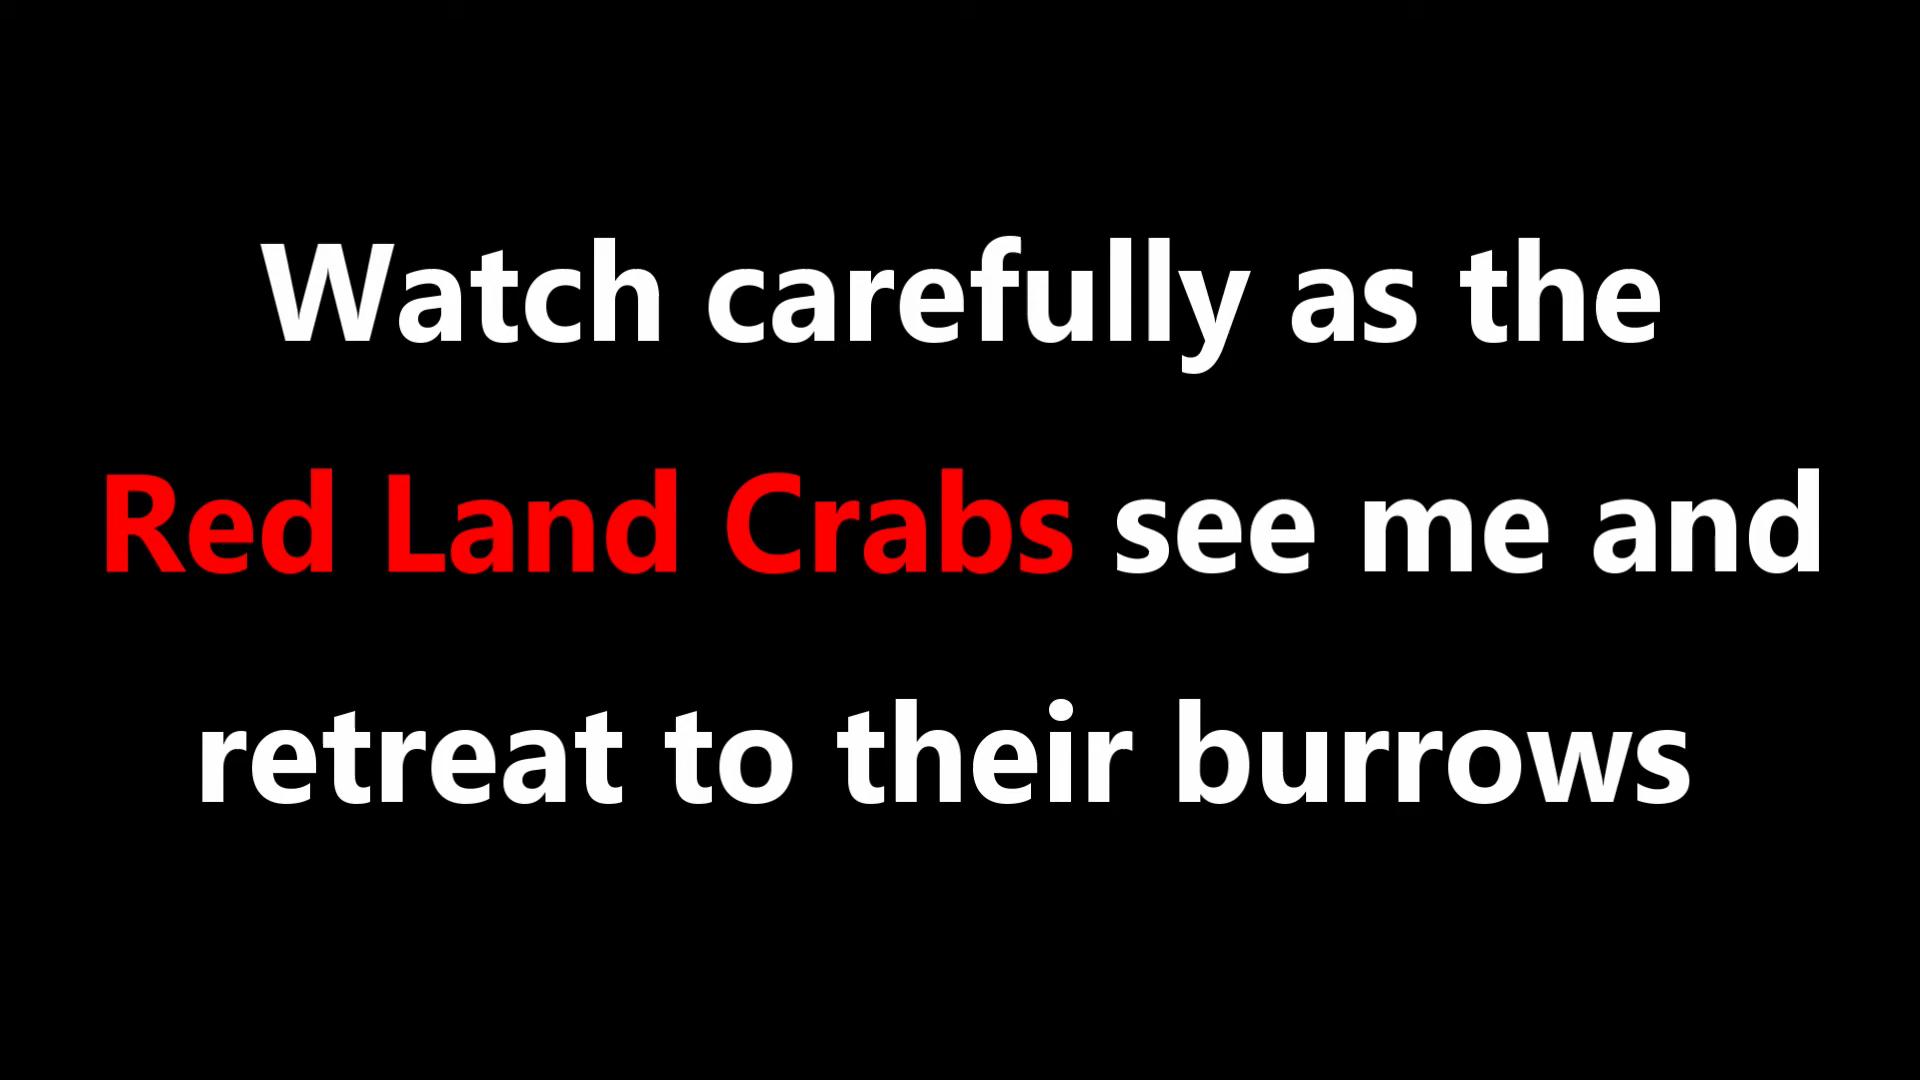 Watch carefully as the
Red Land Crabs see me and
retreat to their burrows